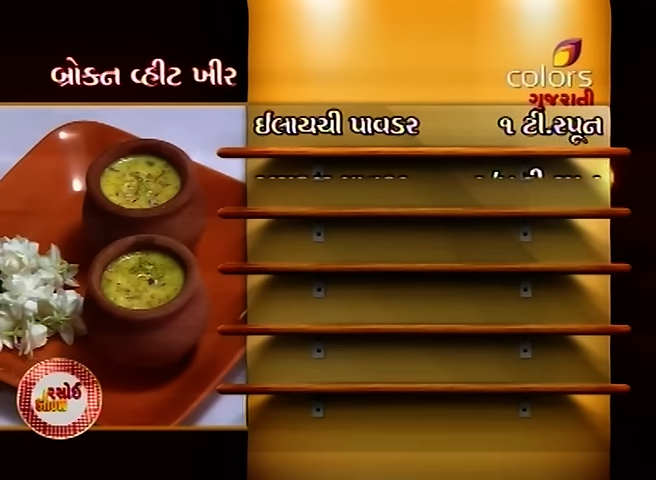 બ્રોકન વ્હીટ ખીર
colors
ગુજરાતી
ઈલાયચી પાવડર ૧ ટી.સ્પૂન
રસોઈ